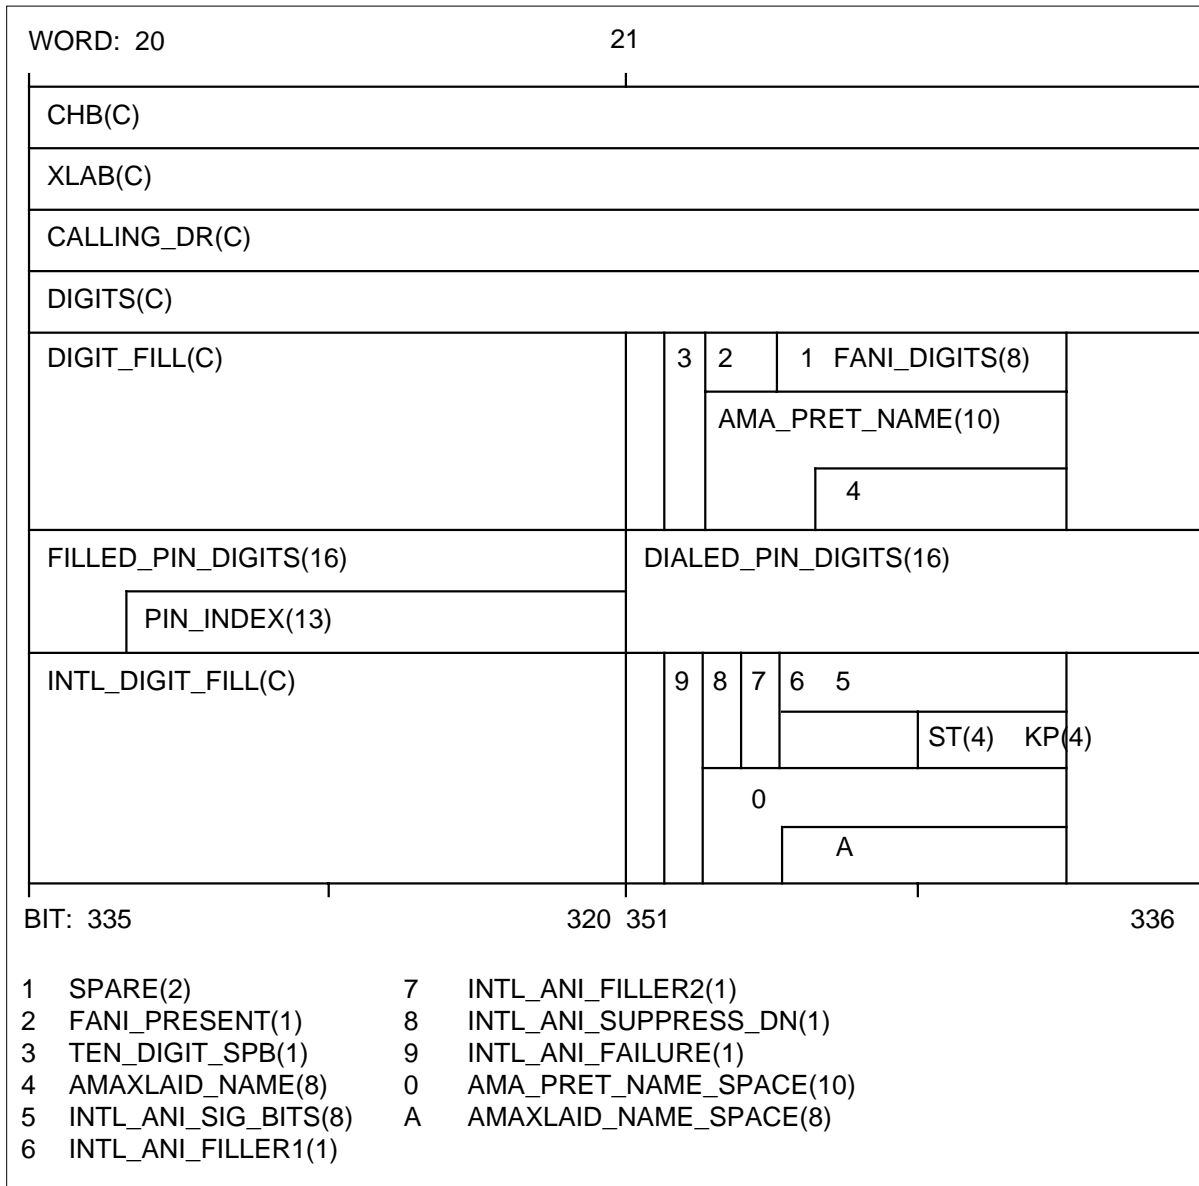 WORD: 20 21
CHB(C)
XLAB(C)
CALLING_DR(C)
DIGITS(C)
DIGIT_FILL(C) 3 2 1 FANI_DIGITS(8)
AMA_PRET_NAME(10)
4
FILLED_PIN_DIGITS(16) DIALED_PIN_DIGITS(16)
PIN_INDEX(13)
INTL_DIGIT_FILL(C) 9 8 7 6 5
ST(4) KP(4)
0
A
BIT: 335 320 351 336
1 SPARE(2) 7 INTL_ANI_FILLER2(1)
2 FANI_PRESENT(1) 8 INTL_ANI_SUPPRESS_DN(1)
3 TEN_DIGIT_SPB(1) 9 INTL_ANI_FAILURE(1)
4 AMAXLAID_NAME(8) 0 AMA_PRET_NAME_SPACE(10)
5 INTL_ANI_SIG_BITS(8) A AMAXLAID_NAME_SPACE(8)
6 INTL_ANI_FILLER1(1)